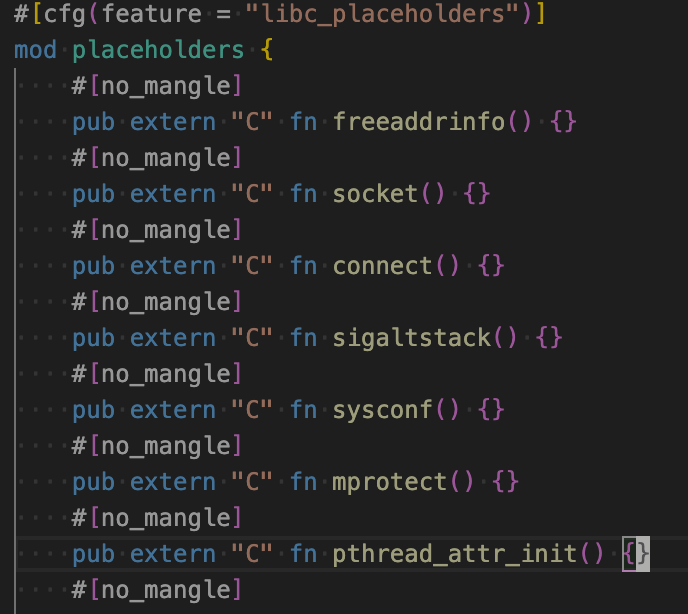 #[cfg(feature = "libc_placeholders")]
mod placeholders {
    #[no_mangle]
    pub extern "C" fn freeaddrinfo() {}
    #[no_mangle]
    pub extern "C" fn socket() {}
    #[no_mangle]
    pub extern "C" fn connect() {}
    #[no_mangle]
    pub extern "C" fn sigaltstack() {}
    #[no_mangle]
    pub extern "C" fn sysconf() {}
    #[no_mangle]
    pub extern "C" fn mprotect() {}
    #[no_mangle]
    pub extern "C" fn pthread_attr_init() {}
    #[no_mangle]